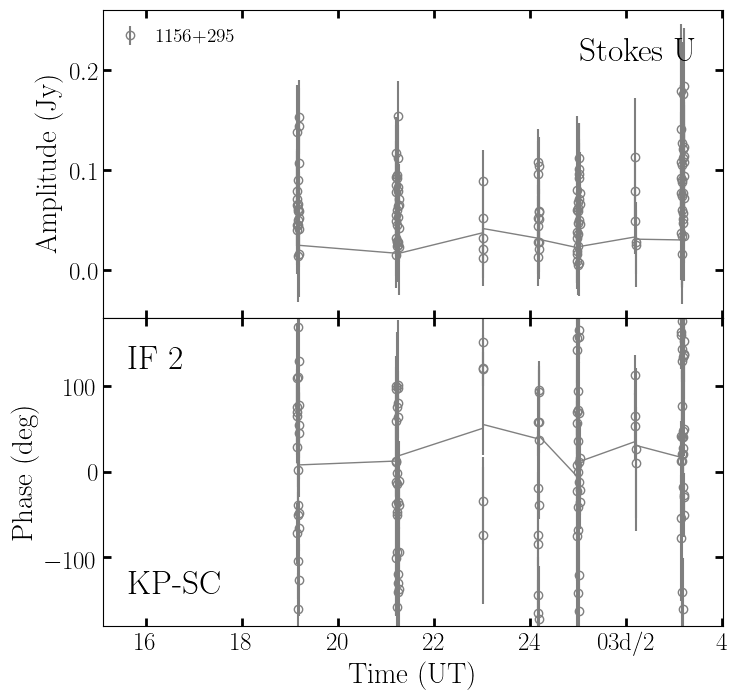 1156+295
Stokes U
0.2
0.1
0.0
Amplitude (Jy)
IF 2
100
0
−100
Phase (deg)
KP-SC
16 18 20 22 24 03d/2 4
Time (UT)